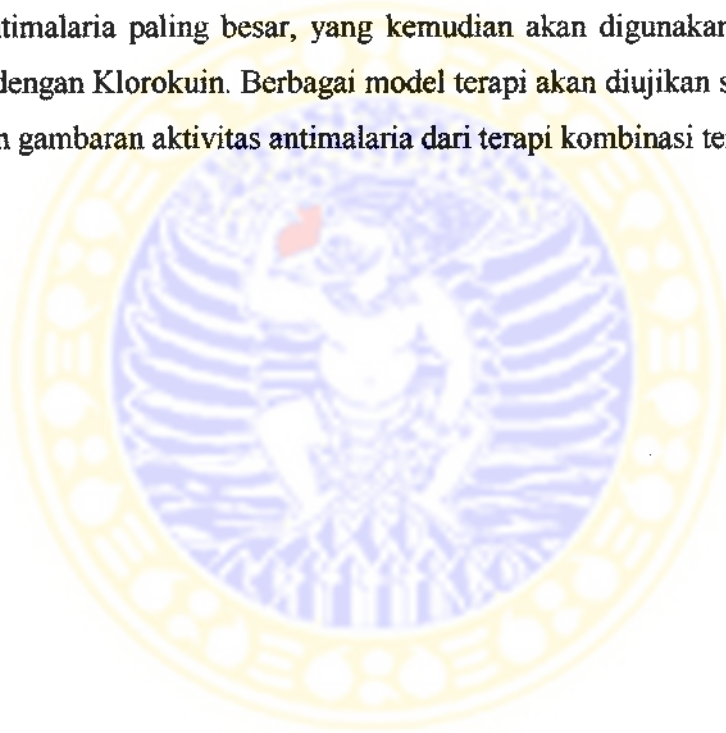 timalaria paling besar, yang kemudian akan digunakan
dengan Klorokuin. Berbagai model terapi akan diujikan s
gambaran aktivitas antimalaria dari terapi kombinasi te